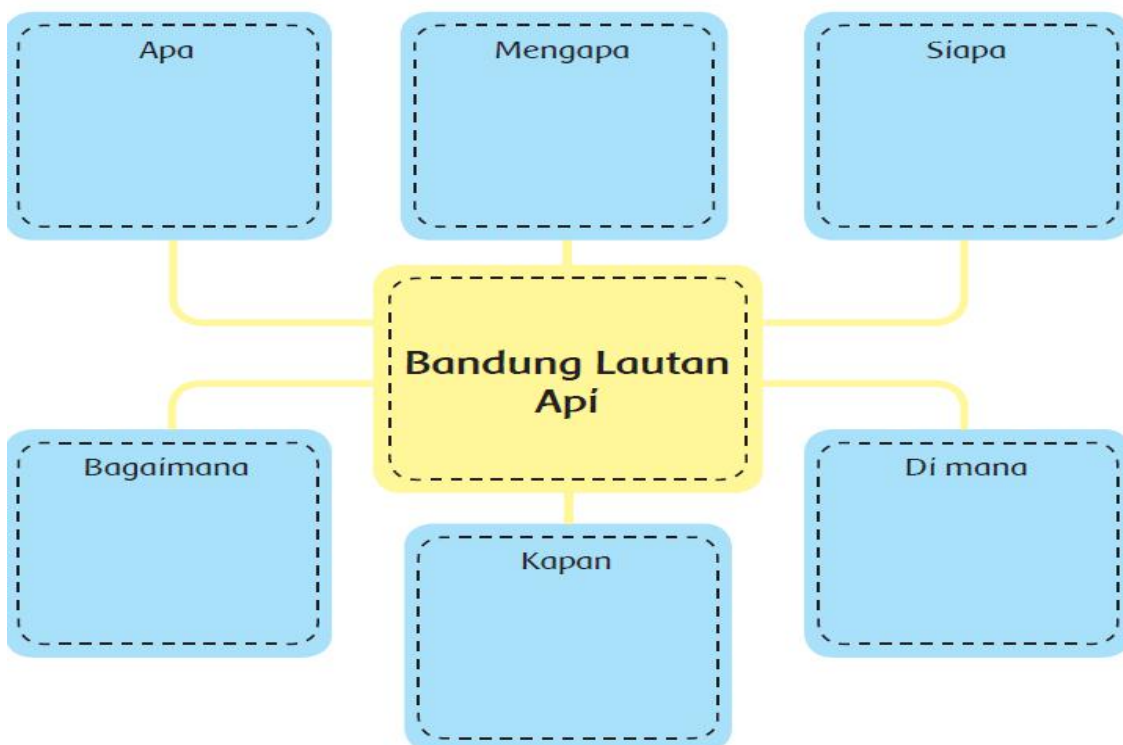 Apa
Mengapa
Siapa
Bandung Lautan
Api
Bagaimana
Di mana
Kapan